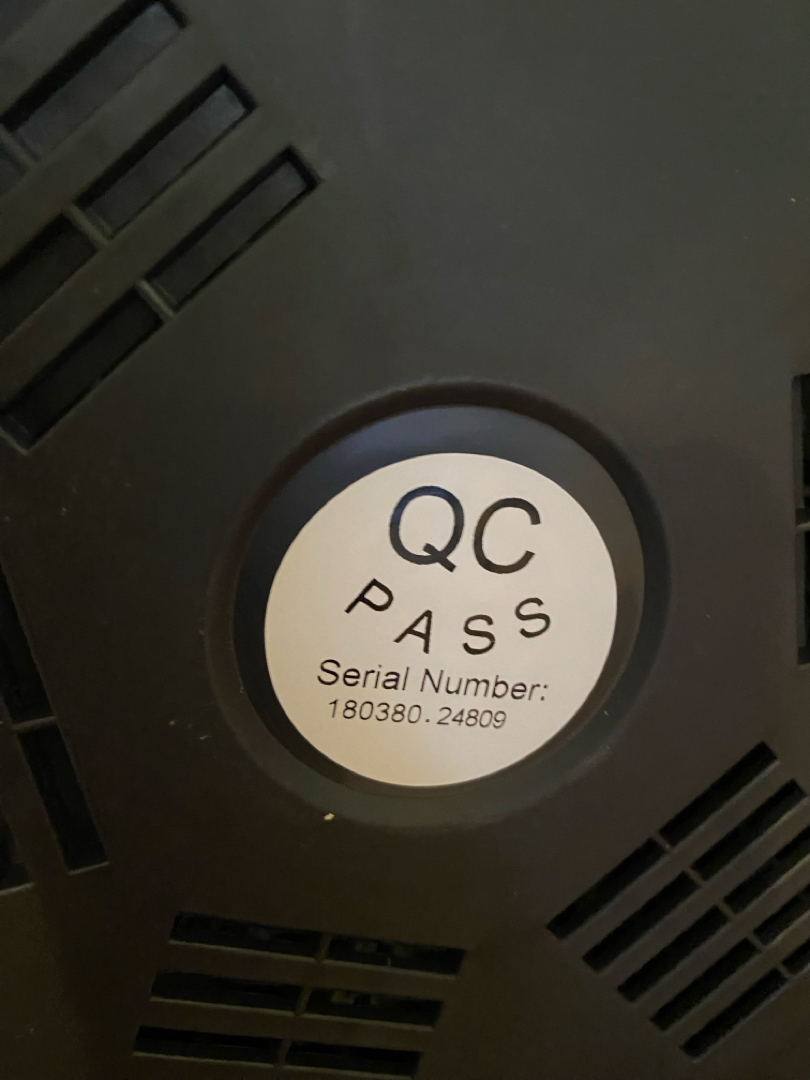 QC
PASS
Serial Number:
180380.24809